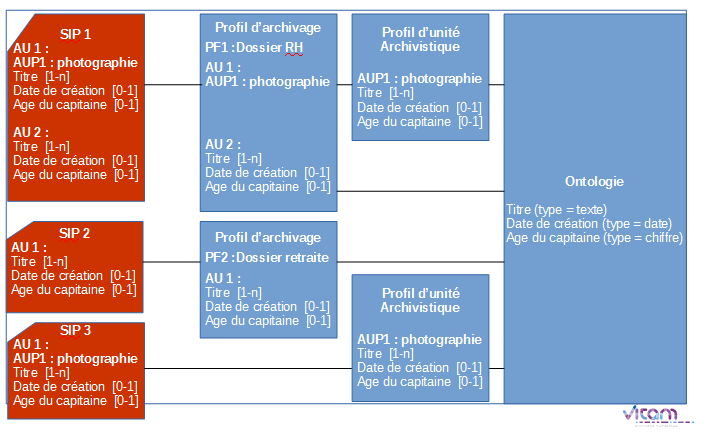 SIP 1
AU 1 :
AUP1 : photographie
Titre [1-n]
Date de création [0-1]
Age du capitaine [0-1]
AU 2 :
Titre [1-n]
Date de création [0-1]
Age du capitaine [0-1]
Profil d'archivage
PF1 :Dossier RH
AU 1 :
AUP1 : photographie
AU 2 :
Titre [1-n]
Date de création [0-1]
Age du capitaine [0-1]
Profil d'unité
Archivistique
AUP1 : photographie
Titre [1-n]
Date de création [0-1]
Age du capitaine [0-1]
Ontologie
Titre (type = texte)
Date de création (type = date)
Age du capitaine (type = chiffre)
SIP 2
AU 1 :
Titre [1-n]
Date de création [0-1]
Age du capitaine [0-1]
Profil d'archivage
PF2 :Dossier retraite
AU 1 :
Titre [1-n]
Date de création [0-1]
Age du capitaine [0-1]
SIP 3
AU 1 :
AUP1 : photographie
Titre [1-n]
Date de création [0-1]
Age du capitaine [0-1]
Profil d'unité
Archivistique
AUP1 : photographie
Titre [1-n]
Date de création [0-1]
Age du capitaine [0-1]
vitam